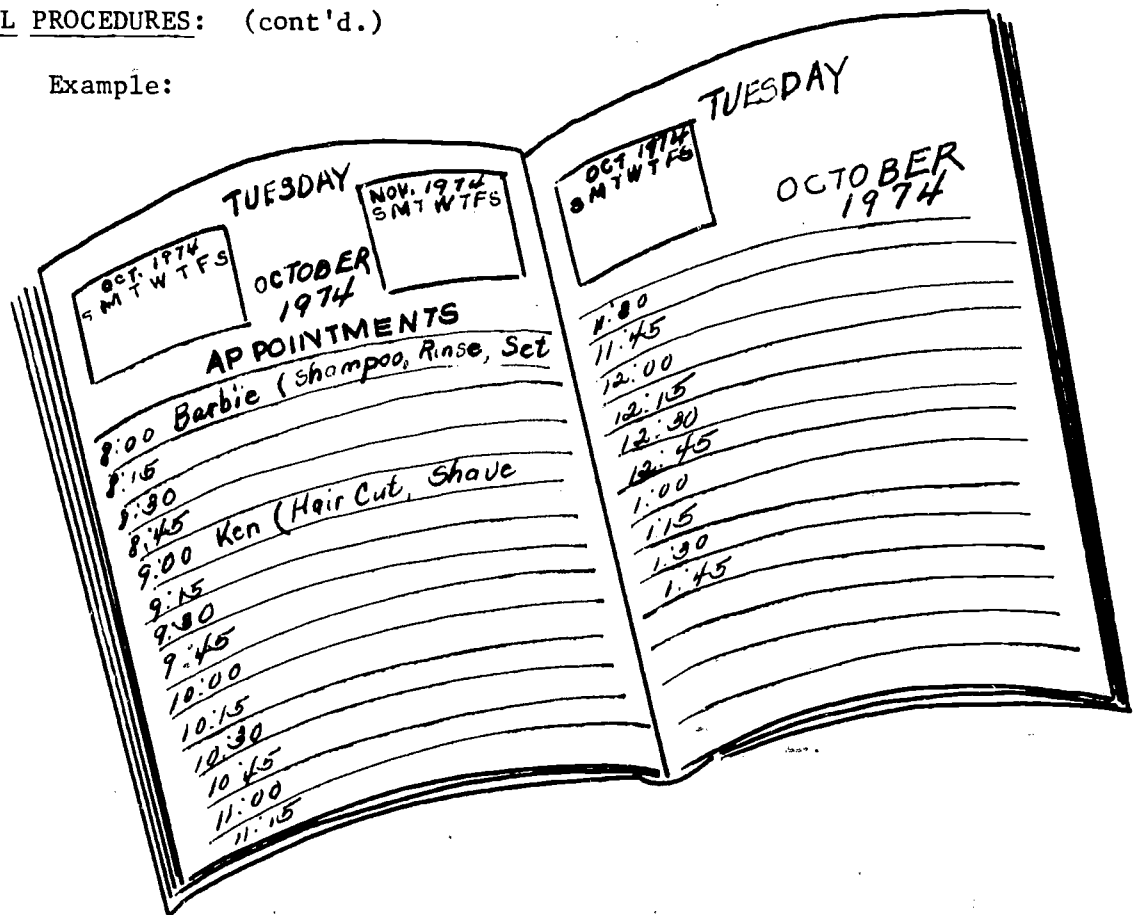 L PROCEDURES: (cont'd.)
Example:
TUESDAY
OCT. 1974
S M T W T F S
OCTOBER
1974
NOV. 1974
S M T W T F S
APPOINTMENTS
8:00 Barbie (Shampoo, Rinse, Set
8:15
8:30
8:45
9:00 Ken (Hair Cut, Shave
9:15
9:30
9:45
10:00
10:15
10:30
10:45
11:00
11:15
TUESDAY
OCT. 1974
S M T W T F S
OCTOBER
1974
11:30
11:45
12:00
12:15
12:30
12:45
1:00
1:15
1:30
1:45